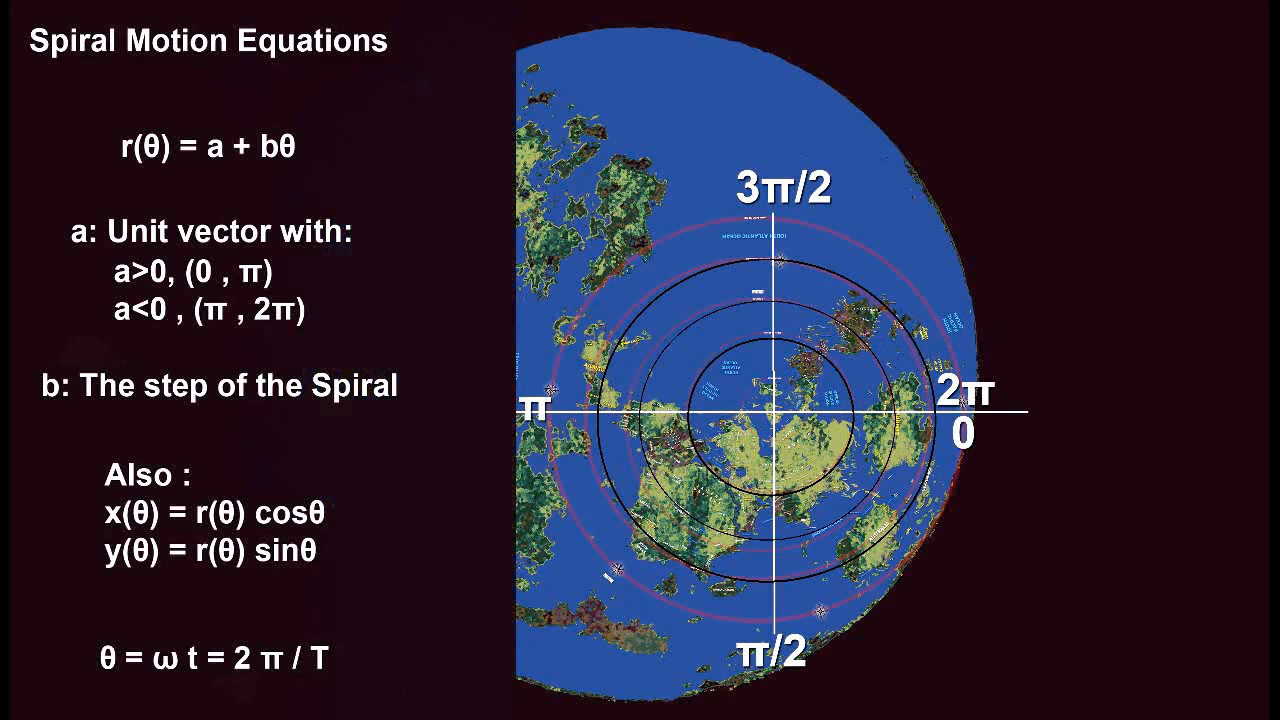 Spiral Motion Equations
r(θ) = a + bθ
a: Unit vector with:
a>0, (0 , π)
a<0 , (π , 2π)
b: The step of the Spiral
Also :
x(θ) = r(θ) cosθ
y(θ) = r(θ) sinθ
θ = ω t = 2 π / T
3π/2
π
2π
0
π/2